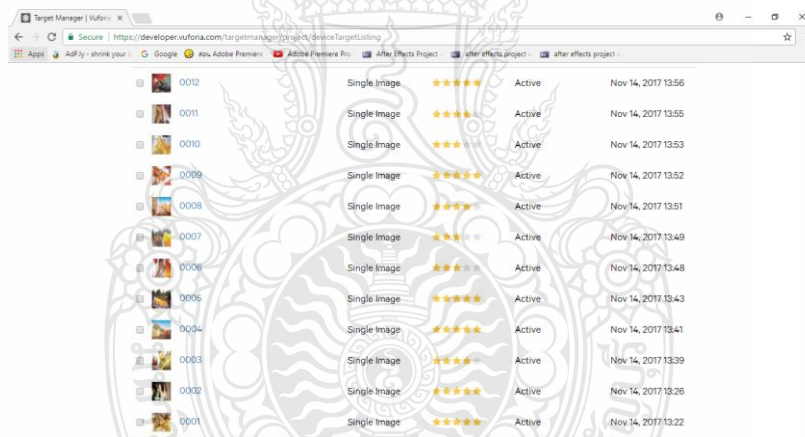 Target Manager | Vuforia
Secure | https://developer.vuforia.com/targetmanager/project/deviceTargetListing
Apps AdF.ly - shrink your Google สอน Adobe Premiere Adobe Premiere Pro After Effects Project after effects project after effects project
0012 Single Image Active Nov 14, 2017 13:56
0011 Single Image Active Nov 14, 2017 13:55
0010 Single Image Active Nov 14, 2017 13:53
0009 Single Image Active Nov 14, 2017 13:52
0008 Single Image Active Nov 14, 2017 13:51
0007 Single Image Active Nov 14, 2017 13:49
0006 Single Image Active Nov 14, 2017 13:48
0005 Single Image Active Nov 14, 2017 13:43
0004 Single Image Active Nov 14, 2017 13:41
0003 Single Image Active Nov 14, 2017 13:39
0002 Single Image Active Nov 14, 2017 13:26
0001 Single Image Active Nov 14, 2017 13:22